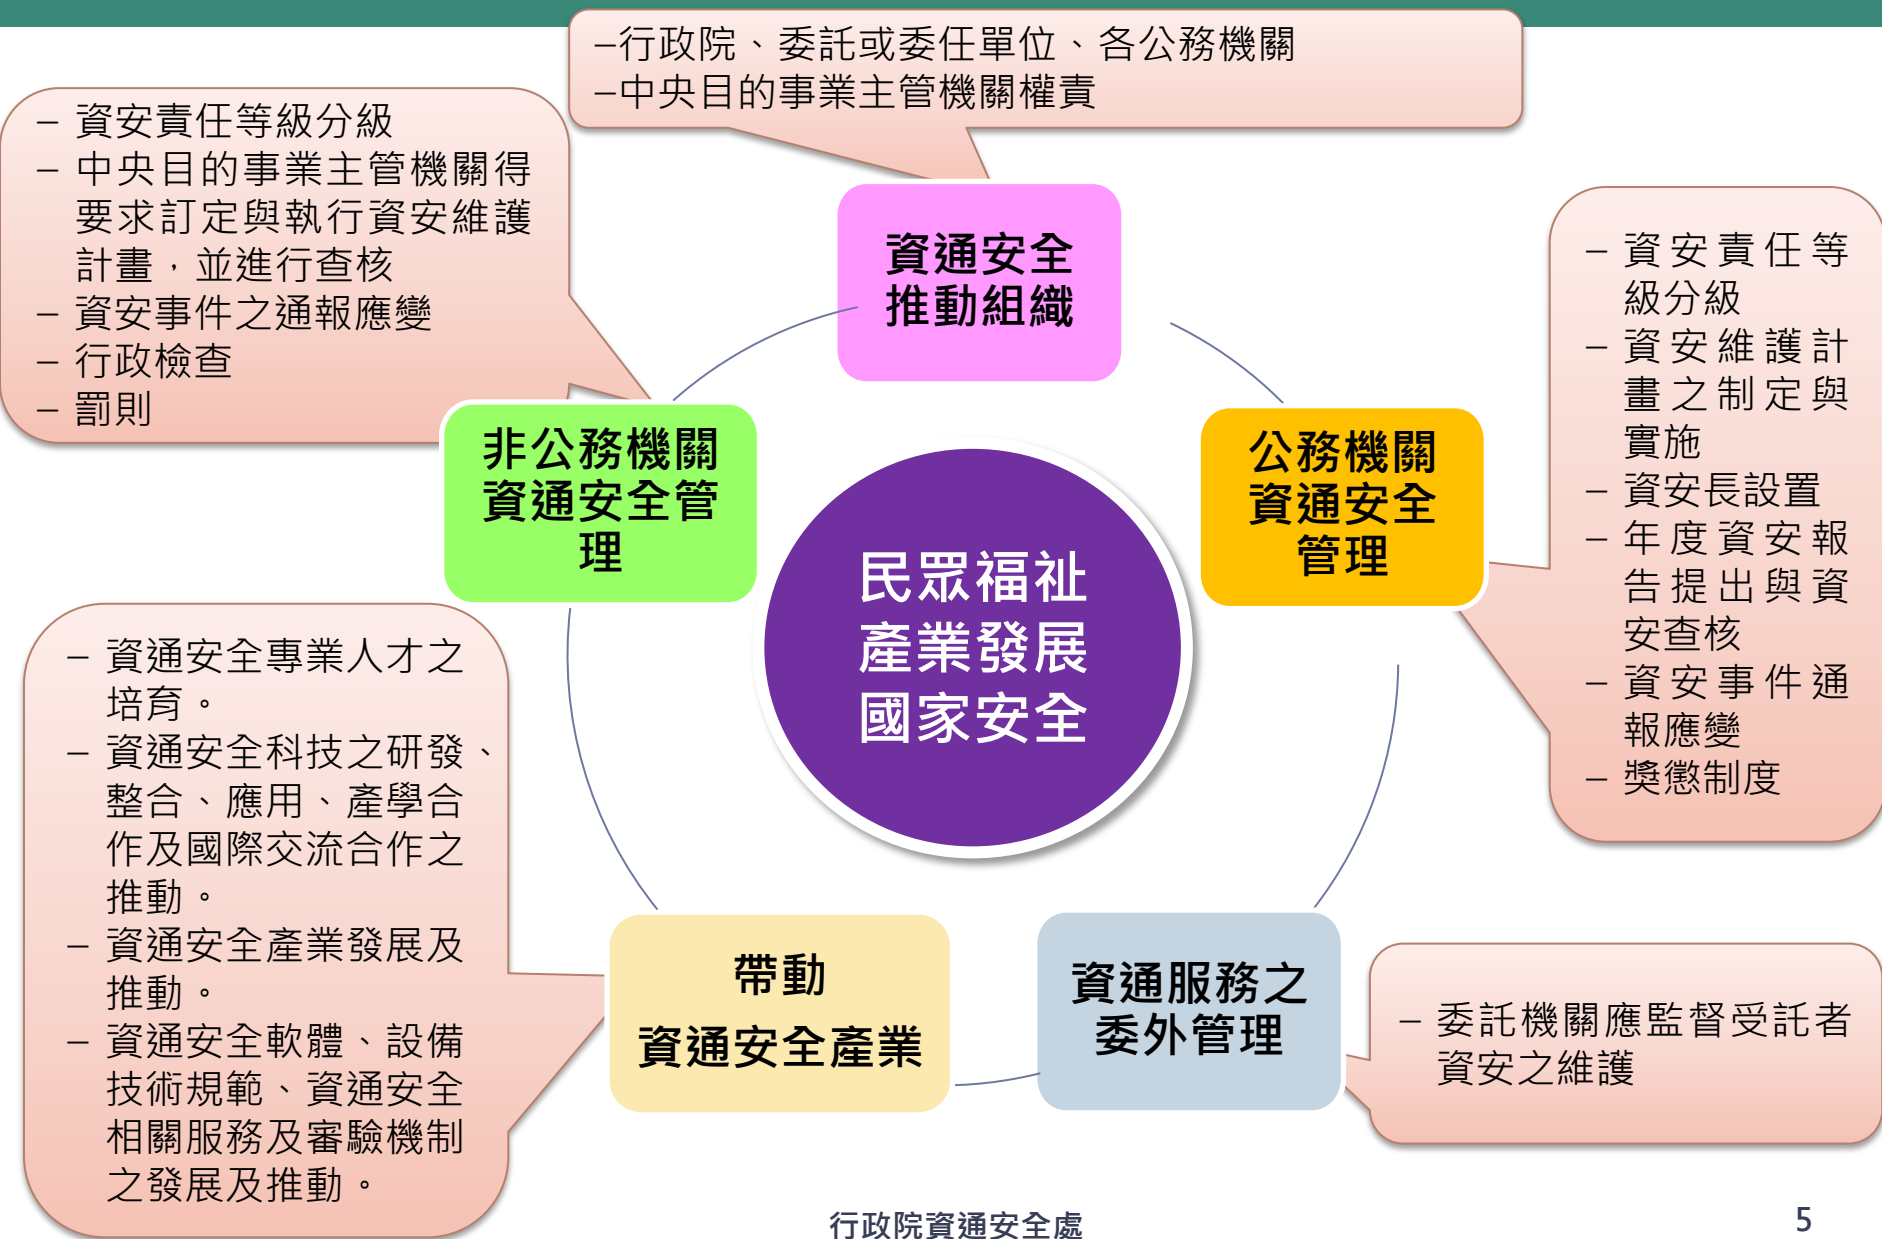 –行政院、委託或委任單位、各公務機關
–中央目的事業主管機關權責
– 資安責任等級分級
– 中央目的事業主管機關得
要求訂定與執行資安維護
計畫，並進行查核
– 資安事件之通報應變
– 行政檢查
– 罰則
資通安全
推動組織
– 資安責任等
級分級
– 資安維護計
畫之制定與
實施
– 資安長設置
– 年度資安報
告提出與資
安查核
– 資安事件通
報應變
– 獎懲制度
非公務機關
資通安全管
理
公務機關
資通安全
管理
民眾福祉
產業發展
國家安全
– 資通安全專業人才之
培育。
– 資通安全科技之研發、
整合、應用、產學合
作及國際交流合作之
推動。
– 資通安全產業發展及
推動。
– 資通安全軟體、設備
技術規範、資通安全
相關服務及審驗機制
之發展及推動。
帶動
資通安全產業
資通服務之
委外管理
– 委託機關應監督受託者
資安之維護
行政院資通安全處
5